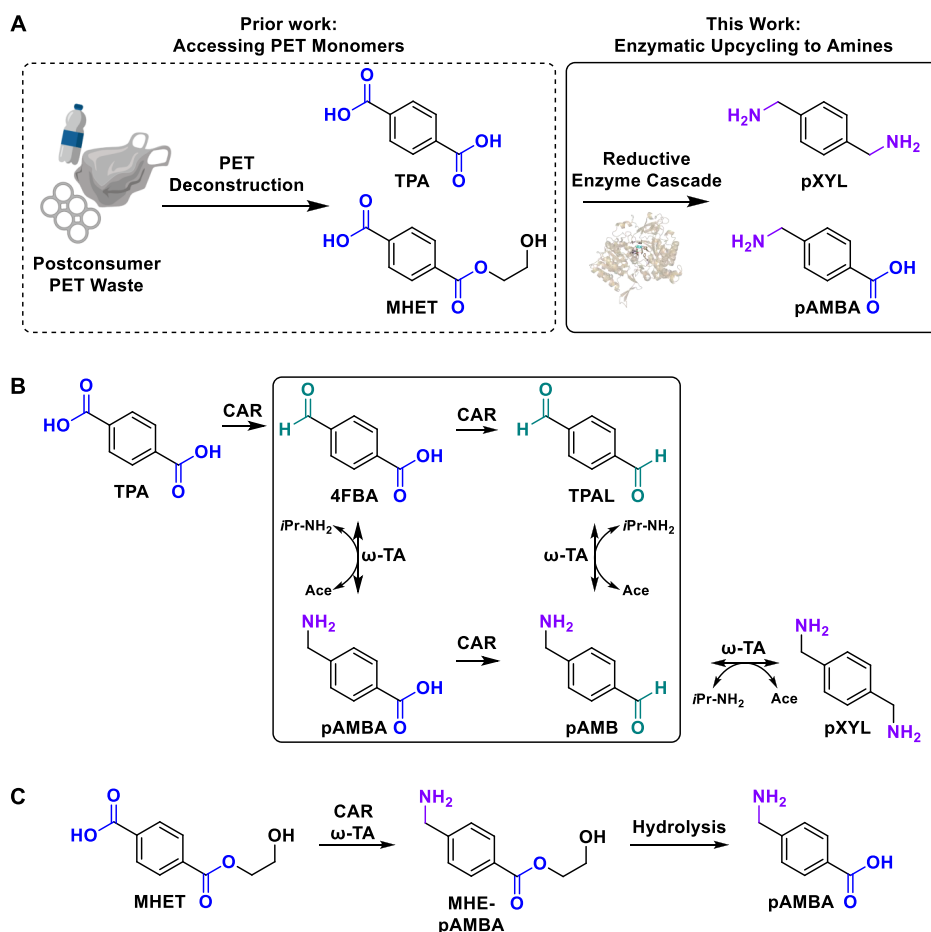 A
Prior work:
Accessing PET Monomers
This Work:
Enzymatic Upcycling to Amines
O
HO
OH
O
TPA
PET
Deconstruction
Postconsumer
PET Waste
O
HO
OH
O
O
MHET
Reductive
Enzyme Cascade
H2N
NH2
pXYL
H2N
OH
O
pAMBA
B
O
HO
OH
O
TPA
CAR
O
H
OH
O
4FBA
CAR
O
H
O
TPAL
iPr-NH2
ω-TA
Ace
iPr-NH2
ω-TA
Ace
NH2
OH
O
pAMBA
CAR
NH2
H
O
pAMB
ω-TA
iPr-NH2
Ace
NH2
NH2
pXYL
C
O
HO
OH
O
O
MHET
CAR
ω-TA
NH2
OH
O
O
MHE-
pAMBA
Hydrolysis
NH2
OH
O
pAMBA